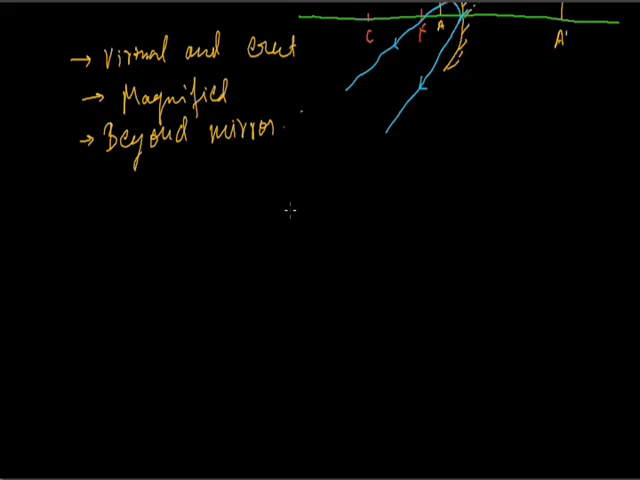 C F A A'
→ Virtual and Erect
→ Magnified
→ Beyond mirror.